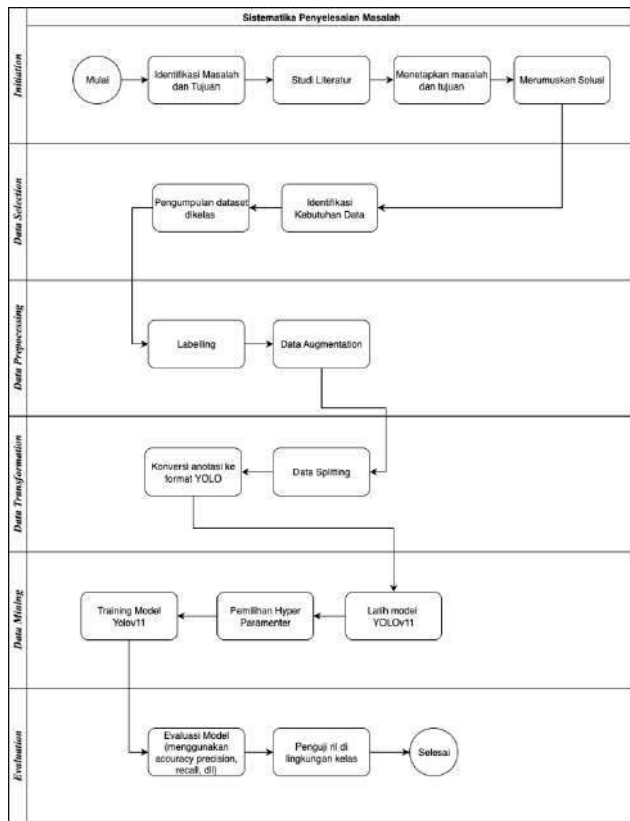 Sistematika Penyelesaian Masalah
Initiation
Mulai
Identifikasi Masalah
dan Tujuan
Studi Literatur
Menetapkan masalah
dan tujuan
Merumuskan Solusi
Data Selection
Pengumpulan dataset
dikelas
Identifikasi
Kebutuhan Data
Data Prepocessing
Labelling
Data Augmentation
Data Transformation
Konversi anotasi ke
format YOLO
Data Splitting
Data Mining
Training Model
Yolov11
Pemilihan Hyper
Paramenter
Latih model
YOLOv11
Evaluation
Evaluasi Model
(menggunakan
accuracy precision,
recall, dll)
Penguji ril di
lingkungan kelas
Selesai